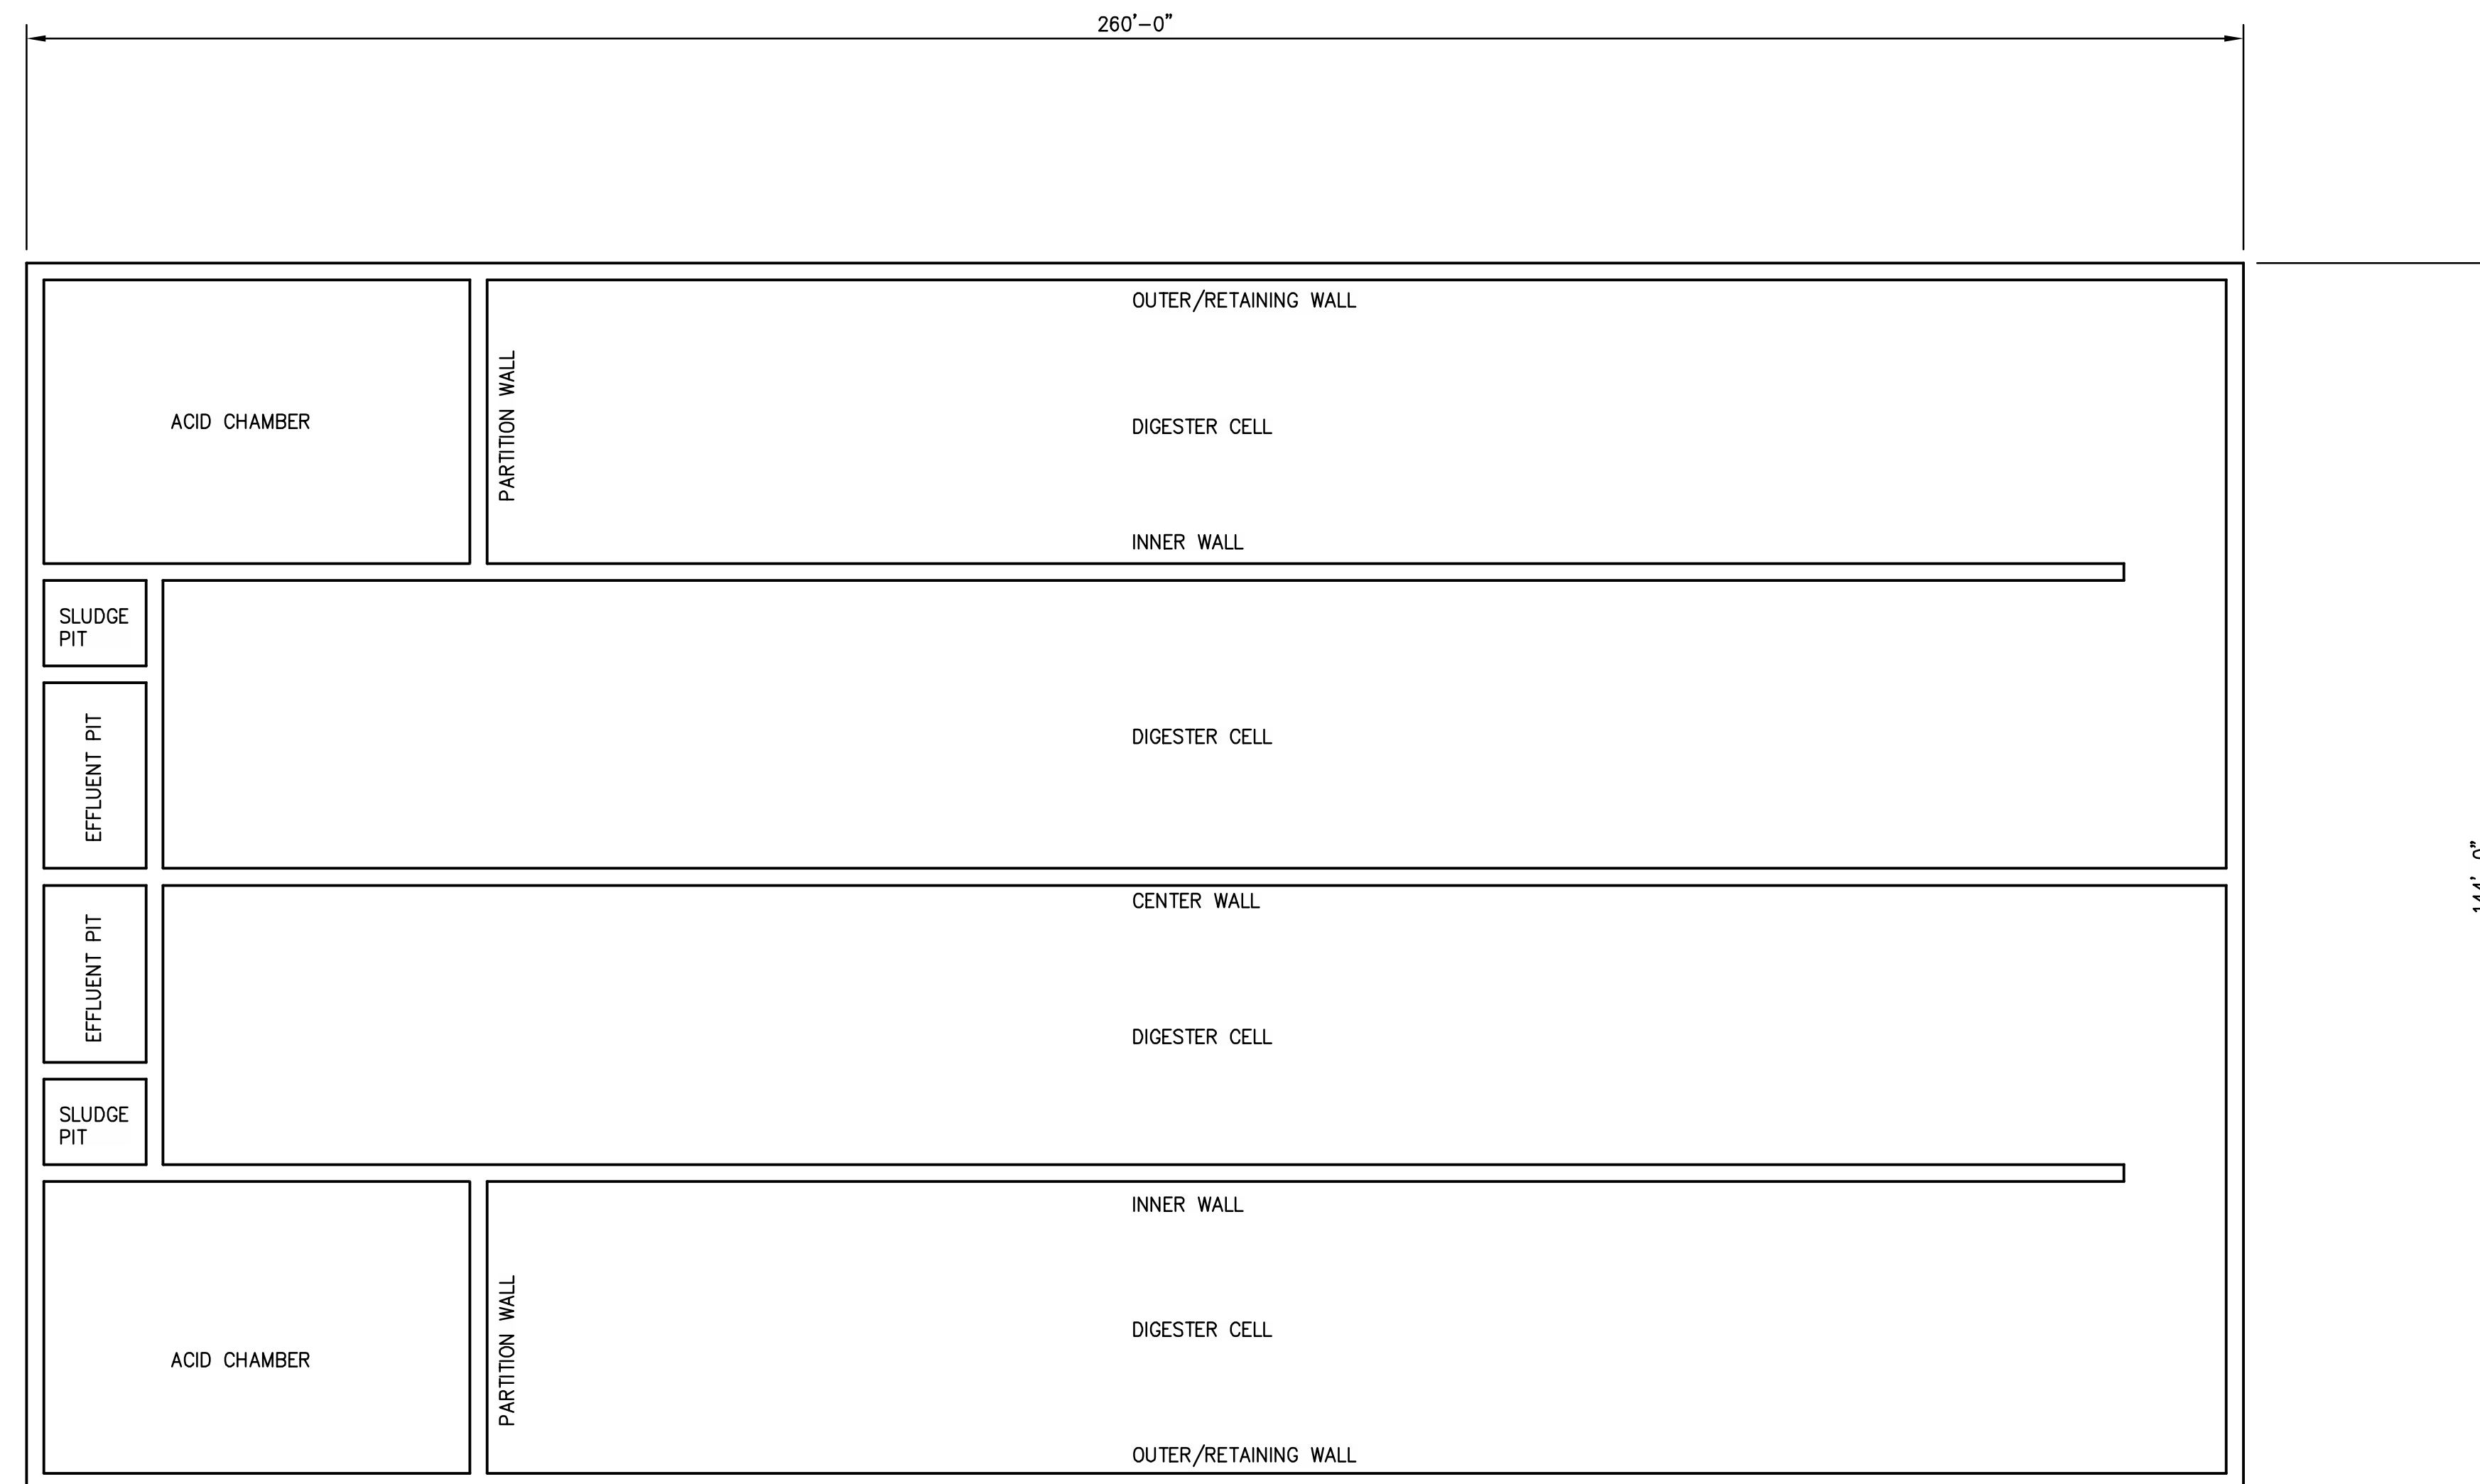 260'-0"
OUTER/RETAINING WALL
PARTITION WALL
ACID CHAMBER
DIGESTER CELL
INNER WALL
SLUDGE
PIT
EFFLUENT PIT
DIGESTER CELL
CENTER WALL
EFFLUENT PIT
DIGESTER CELL
SLUDGE
PIT
INNER WALL
PARTITION WALL
DIGESTER CELL
ACID CHAMBER
OUTER/RETAINING WALL